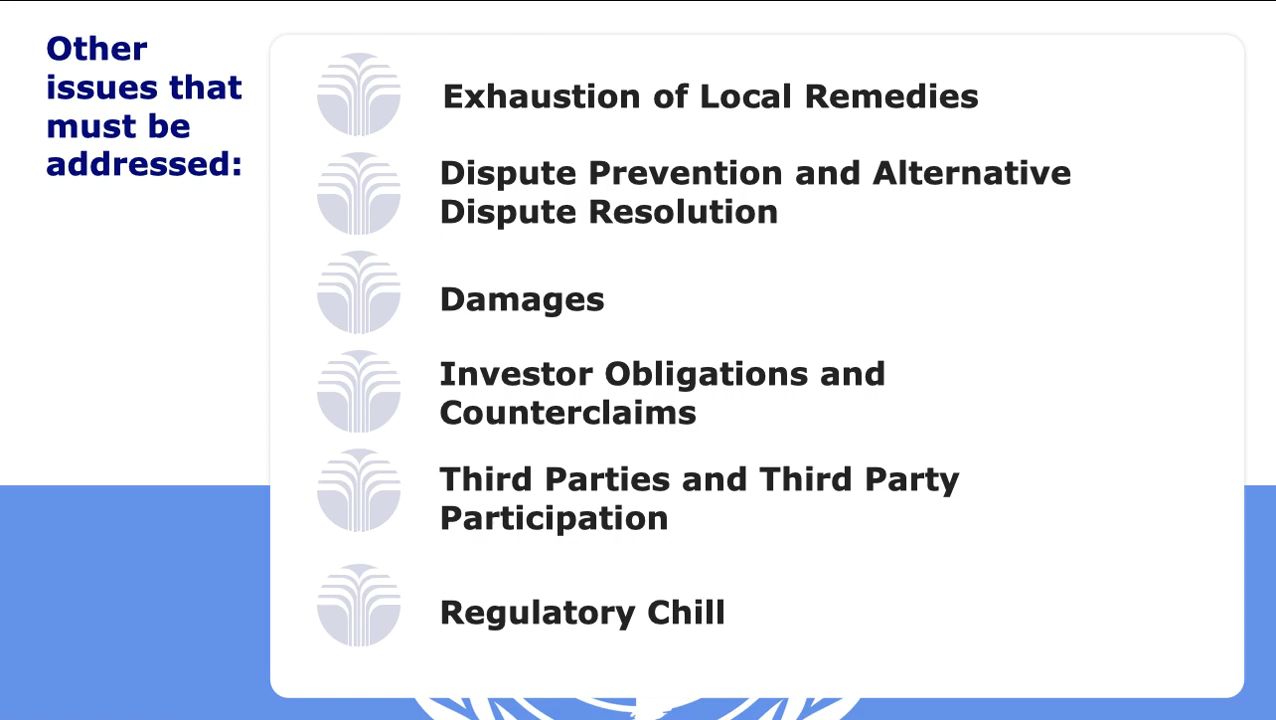 Other
issues that
must be
addressed:
Exhaustion of Local Remedies
Dispute Prevention and Alternative
Dispute Resolution
Damages
Investor Obligations and
Counterclaims
Third Parties and Third Party
Participation
Regulatory Chill